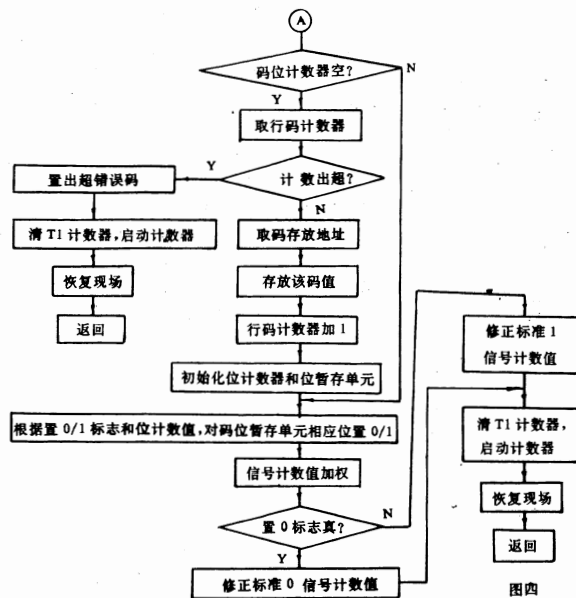 A
码位计数器空?
N
Y
取行码计数器
Y
计数出超?
置出超错误码
N
清 T1 计数器,启动计数器
取码存放地址
恢复现场
存放该码值
返回
行码计数器加 1
修正标准 1
信号计数值
初始化位计数器和位暂存单元
根据置 0/1 标志和位计数值,对码位暂存单元相应位置 0/1
清 T1 计数器,
启动计数器
信号计数值加权
N
恢复现场
置 0 标志真?
Y
返回
修正标准 0 信号计数值
图四